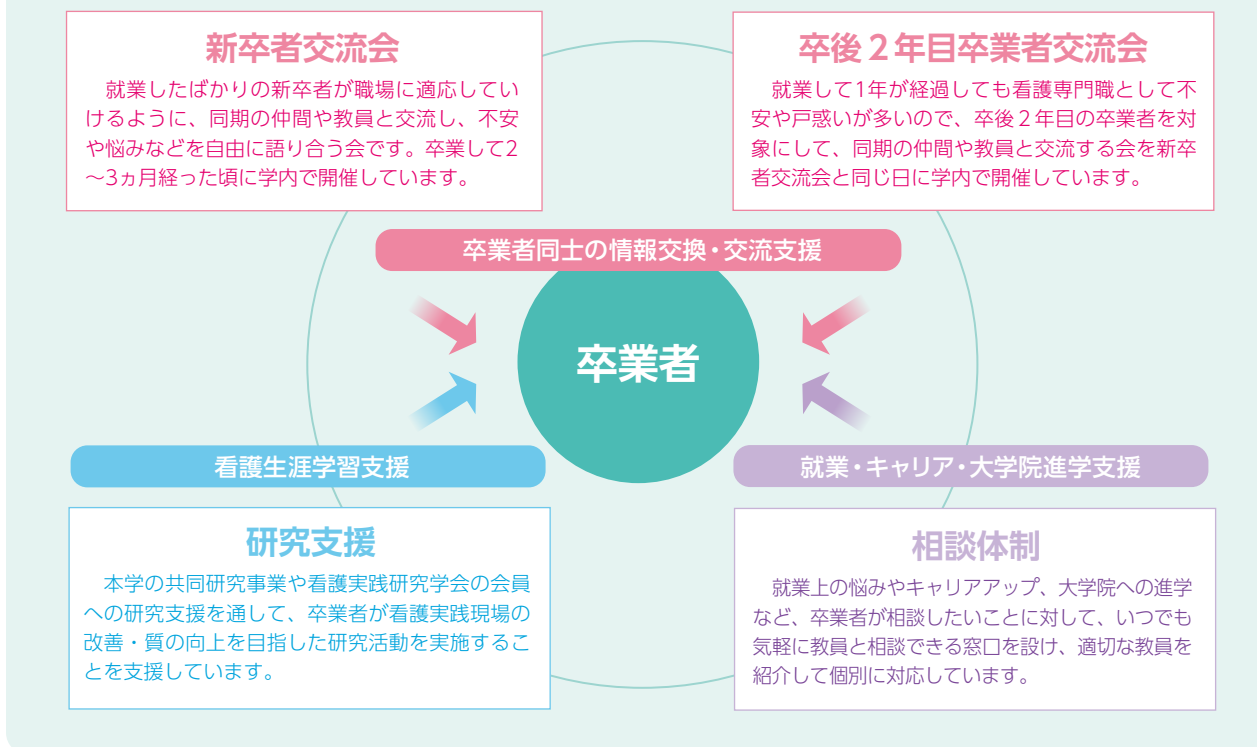 新卒者交流会
就業したばかりの新卒者が職場に適応してい
けるように、同期の仲間や教員と交流し、不安
や悩みなどを自由に語り合う会です。卒業して2
～3ヵ月経った頃に学内で開催しています。
卒後２年目卒業者交流会
就業して1年が経過しても看護専門職として不
安や戸惑いが多いので、卒後２年目の卒業者を対
象にして、同期の仲間や教員と交流する会を新卒
者交流会と同じ日に学内で開催しています。
卒業者同士の情報交換・交流支援
卒業者
看護生涯学習支援
研究支援
本学の共同研究事業や看護実践研究学会の会員
への研究支援を通して、卒業者が看護実践現場の
改善・質の向上を目指した研究活動を実施するこ
とを支援しています。
就業・キャリア・大学院進学支援
相談体制
就業上の悩みやキャリアアップ、大学院への進学
など、卒業者が相談したいことに対して、いつでも
気軽に教員と相談できる窓口を設け、適切な教員を
紹介して個別に対応しています。